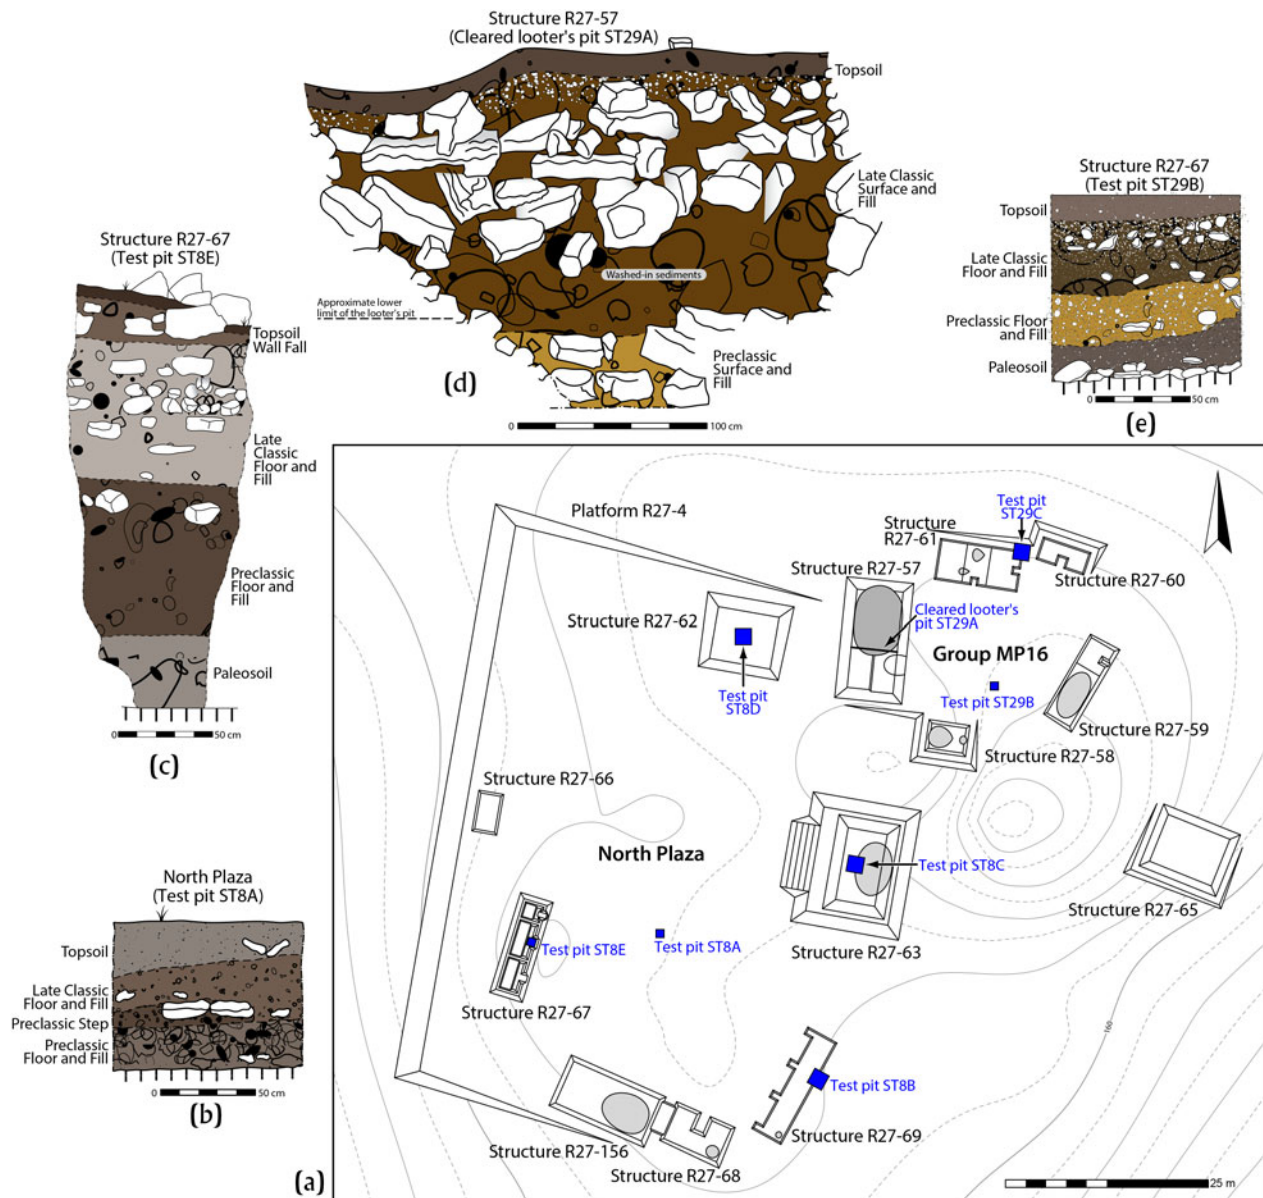 Structure R27-57
(Cleared looter's pit ST29A)
Topsoil
Late Classic
Surface and
Fill
Washed-in sediments
Approximate lower
limit of the looter's pit
Preclassic
Surface and
Fill
(d)
0
100 cm
Structure R27-67
(Test pit ST29B)
Topsoil
Late Classic
Floor and Fill
Preclassic Floor
and Fill
Paleosoil
0
50 cm
(e)
Structure R27-67
(Test pit ST8E)
Topsoil
Wall Fall
Late
Classic
Floor and
Fill
Preclassic
Floor and
Fill
Paleosoil
0
50 cm
(c)
North Plaza
(Test pit ST8A)
Topsoil
Late Classic
Floor and Fill
Preclassic Step
Preclassic
Floor and Fill
0
50 cm
(b)
(a)
Platform R27-4
Test pit
ST29C
Structure
R27-61
Structure R27-57
Structure R27-60
Structure R27-62
Cleared looter's
pit ST29A
Group MP16
Test pit
ST8D
Test pit ST29B
Structure R27-59
Structure R27-58
Structure R27-66
North Plaza
Test pit ST8C
Structure R27-65
Test pit ST8E
Test pit ST8A
Structure R27-63
Structure R27-67
160
Test pit ST8B
Structure R27-69
Structure R27-156
Structure R27-68
25 m